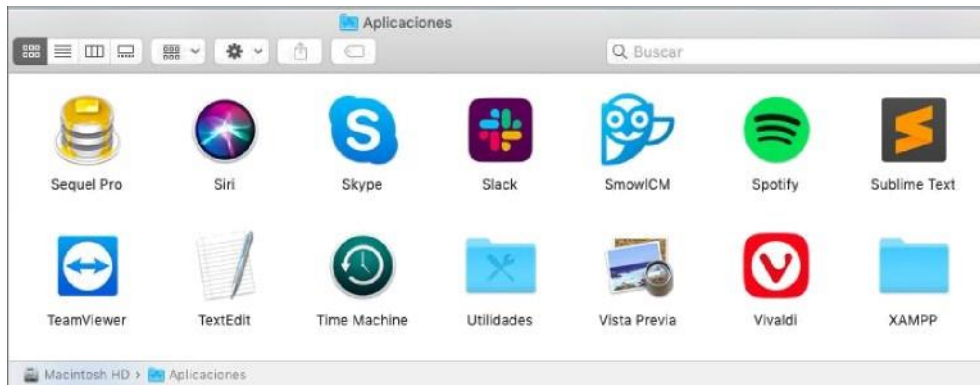 Aplicaciones
Buscar
Sequel Pro Siri Skype Slack SmowlCM Spotify Sublime Text
TeamViewer TextEdit Time Machine Utilidades Vista Previa Vivaldi XAMPP
Macintosh HD › Aplicaciones